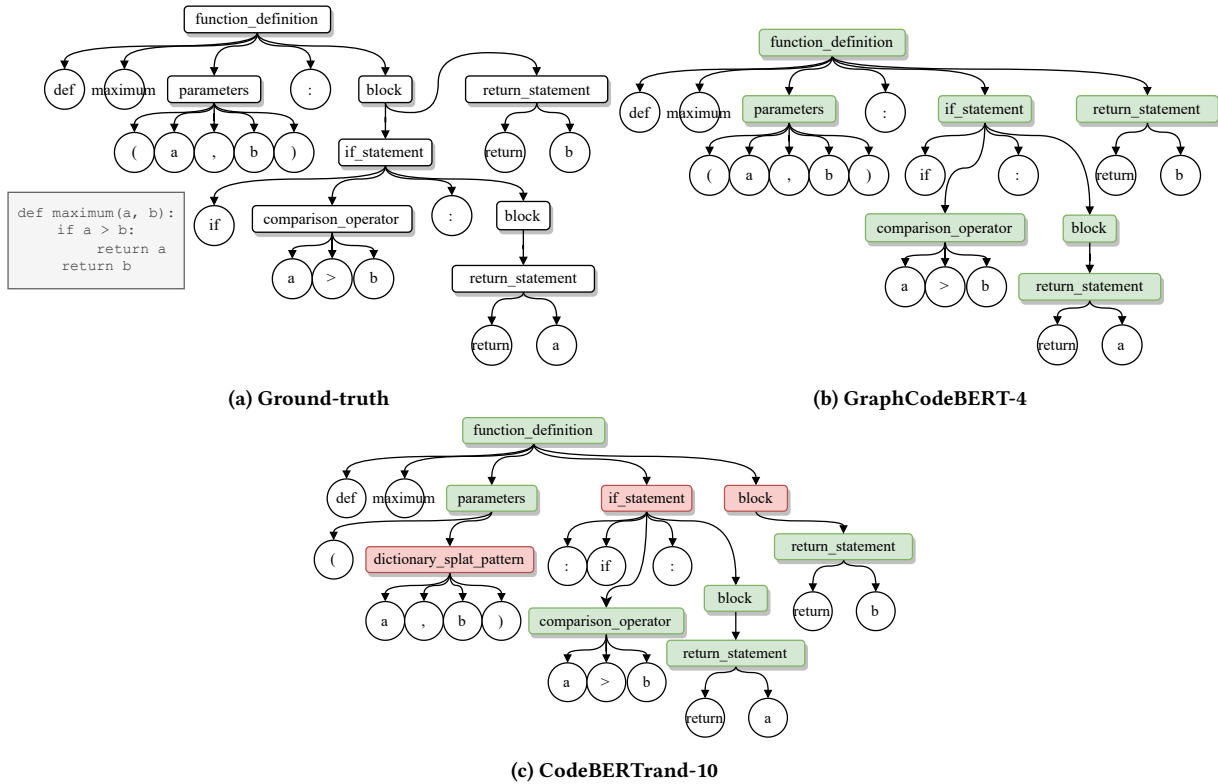 function_definition
def maximum parameters : block return_statement
( a , b ) if_statement return b
if comparison_operator : block
a > b return_statement
return a
def maximum(a, b):
if a > b:
return a
return b
(a) Ground-truth
function_definition
def maximum parameters : if_statement return_statement
( a , b ) if : return b
comparison_operator block
a > b return_statement
return a
(b) GraphCodeBERT-4
function_definition
def maximum parameters if_statement block
( dictionary_splat_pattern : if : return_statement
a , b ) comparison_operator block return b
a > b return_statement
return a
(c) CodeBERTrand-10